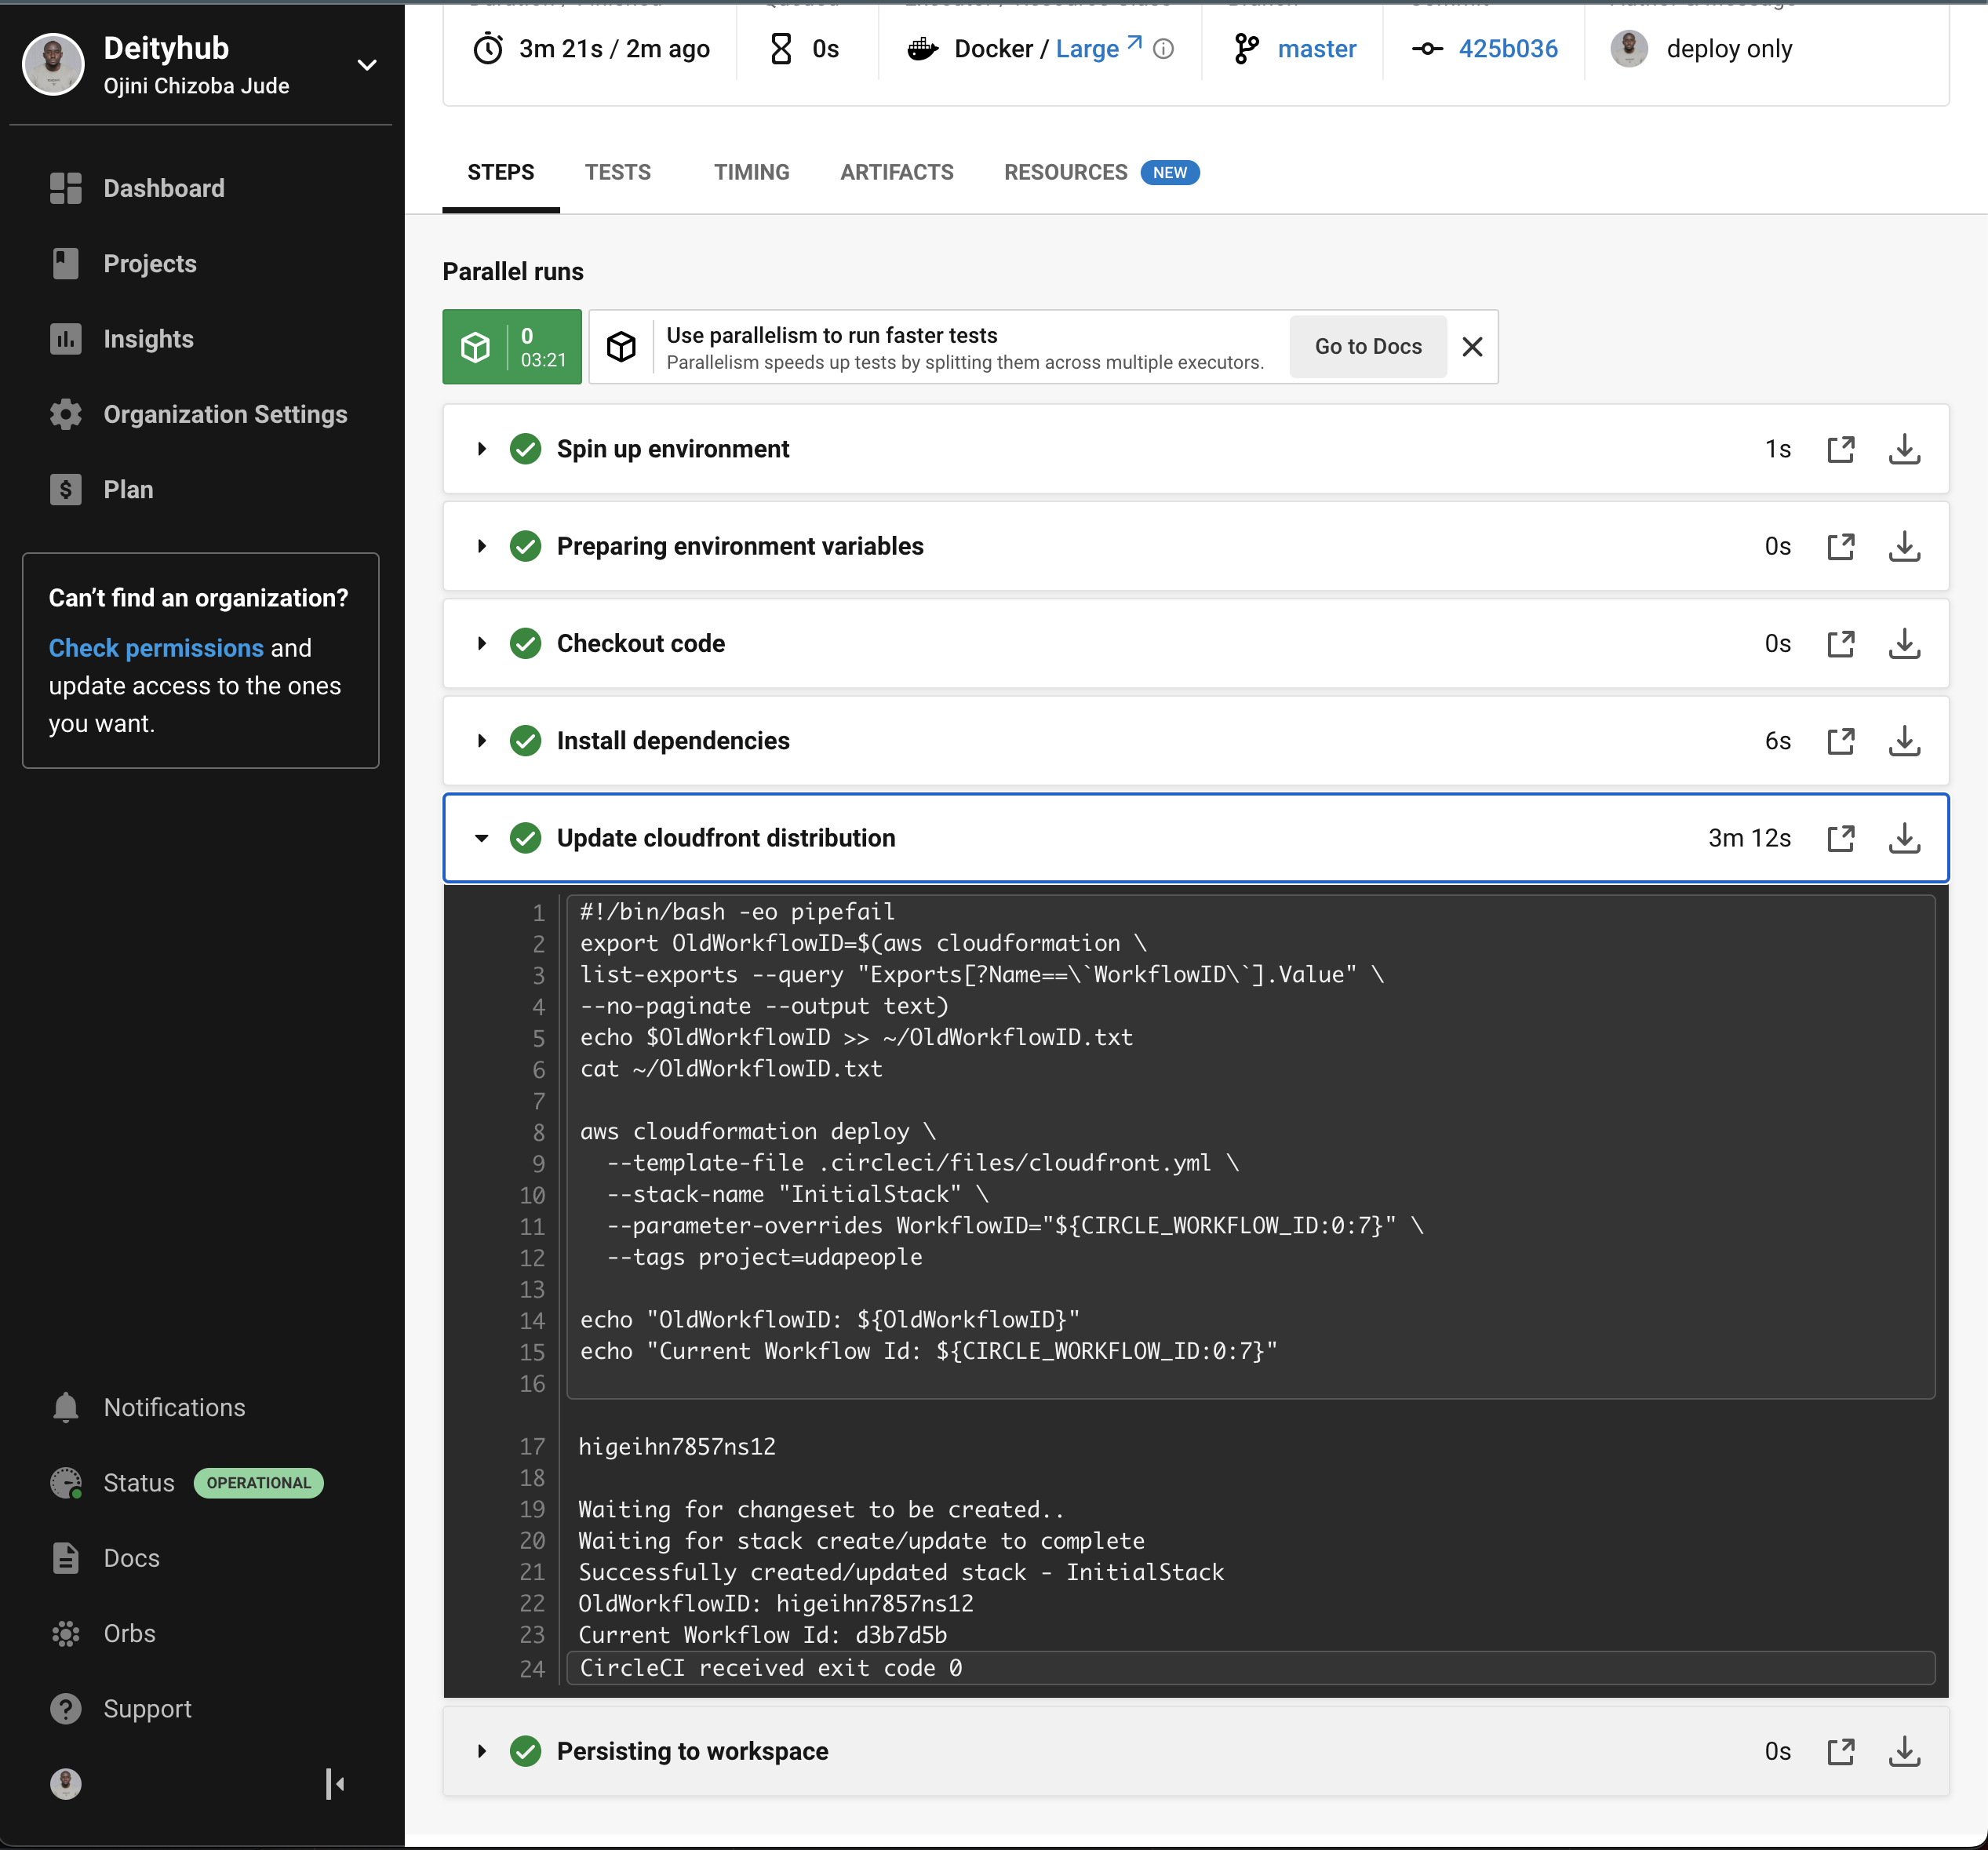 Deityhub
Ojini Chizoba Jude
Dashboard
Projects
Insights
Organization Settings
Plan
Can't find an organization?
Check permissions and
update access to the ones
you want.
Notifications
Status OPERATIONAL
Docs
Orbs
Support
3m 21s / 2m ago
0s
Docker / Large
master
425b036
deploy only
STEPS TESTS TIMING ARTIFACTS RESOURCES NEW
Parallel runs
0
03:21
Use parallelism to run faster tests
Parallelism speeds up tests by splitting them across multiple executors.
Go to Docs
Spin up environment 1s
Preparing environment variables 0s
Checkout code 0s
Install dependencies 6s
Update cloudfront distribution 3m 12s
1 #!/bin/bash -eo pipefail
2 export OldWorkflowID=$(aws cloudformation \
3 list-exports --query "Exports[?Name==\`WorkflowID\`].Value" \
4 --no-paginate --output text)
5 echo $OldWorkflowID >> ~/OldWorkflowID.txt
6 cat ~/OldWorkflowID.txt
7
8 aws cloudformation deploy \
9 --template-file .circleci/files/cloudfront.yml \
10 --stack-name "InitialStack" \
11 --parameter-overrides WorkflowID="${CIRCLE_WORKFLOW_ID:0:7}" \
12 --tags project=udapeople
13
14 echo "OldWorkflowID: ${OldWorkflowID}"
15 echo "Current Workflow Id: ${CIRCLE_WORKFLOW_ID:0:7}"
16
17 higeihn7857ns12
18
19 Waiting for changeset to be created..
20 Waiting for stack create/update to complete
21 Successfully created/updated stack - InitialStack
22 OldWorkflowID: higeihn7857ns12
23 Current Workflow Id: d3b7d5b
24 CircleCI received exit code 0
Persisting to workspace 0s